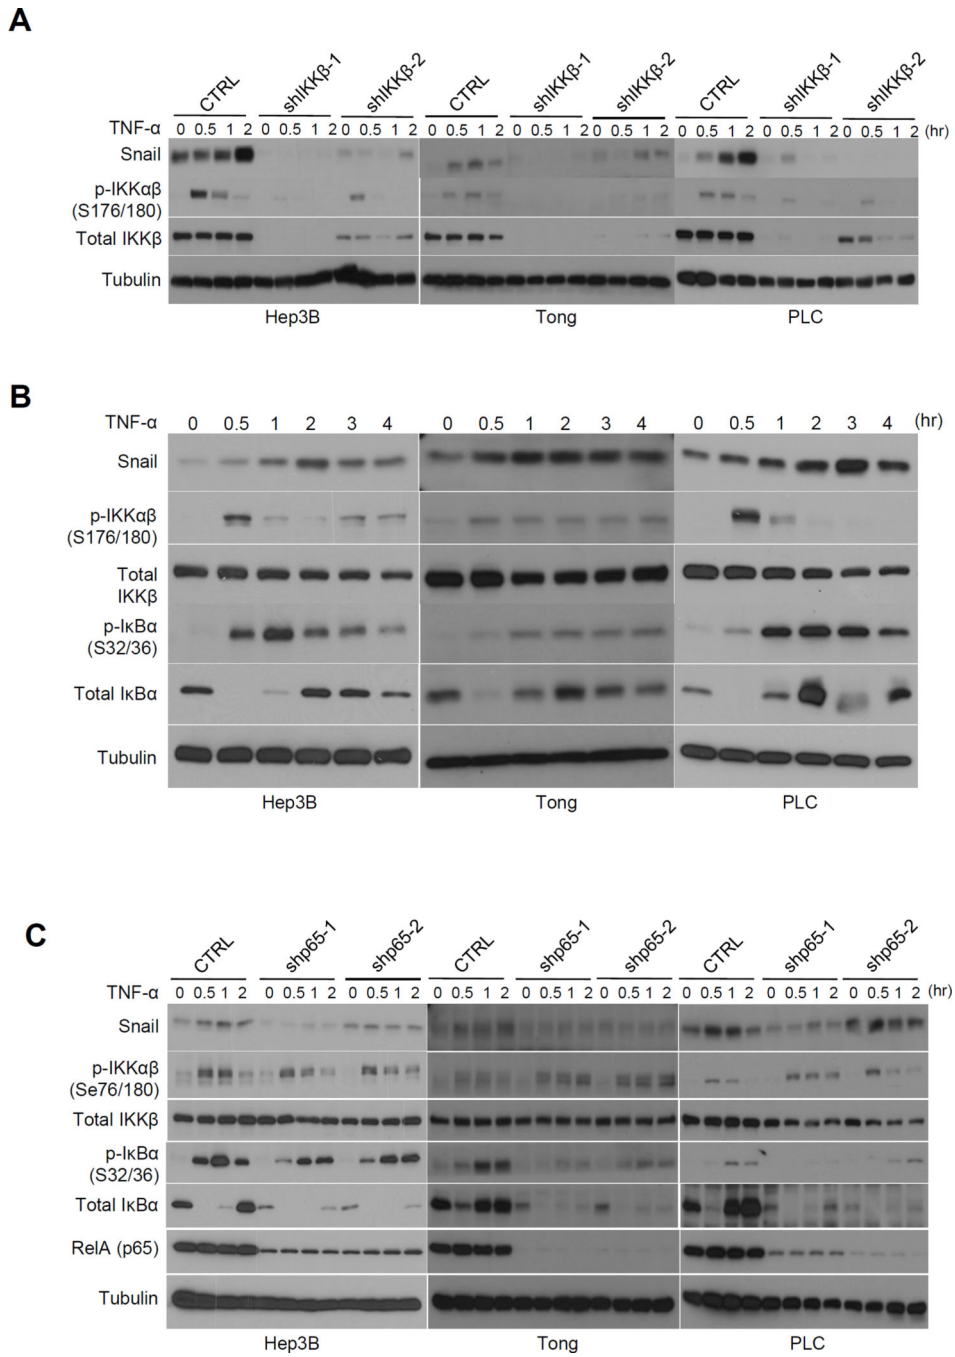 A
CTRL shIKKβ-1 shIKKβ-2 CTRL shIKKβ-1 shIKKβ-2 CTRL shIKKβ-1 shIKKβ-2
TNF-α 0 0.5 1 2 0 0.5 1 2 0 0.5 1 2 0 0.5 1 2 0 0.5 1 2 0 0.5 1 2 0 0.5 1 2 0 0.5 1 2 0 0.5 1 2 (hr)
Snail
p-IKKαβ
(S176/180)
Total IKKβ
Tubulin
Hep3B Tong PLC
B
TNF-α 0 0.5 1 2 3 4 0 0.5 1 2 3 4 0 0.5 1 2 3 4 (hr)
Snail
p-IKKαβ
(S176/180)
Total
IKKβ
p-IκBα
(S32/36)
Total IκBα
Tubulin
Hep3B Tong PLC
C
CTRL shp65-1 shp65-2 CTRL shp65-1 shp65-2 CTRL shp65-1 shp65-2
TNF-α 0 0.5 1 2 0 0.5 1 2 0 0.5 1 2 0 0.5 1 2 0 0.5 1 2 0 0.5 1 2 0 0.5 1 2 0 0.5 1 2 0 0.5 1 2 (hr)
Snail
p-IKKαβ
(Se76/180)
Total IKKβ
p-IκBα
(S32/36)
Total IκBα
RelA (p65)
Tubulin
Hep3B Tong PLC